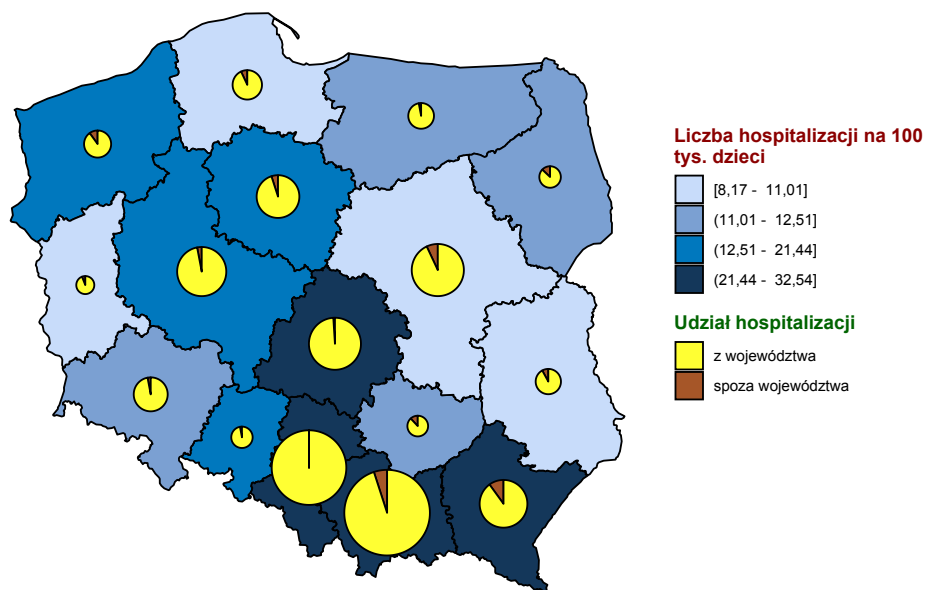 Liczba hospitalizacji na 100
tys. dzieci
[8,17 - 11,01]
(11,01 - 12,51]
(12,51 - 21,44]
(21,44 - 32,54]
Udział hospitalizacji
z województwa
spoza województwa